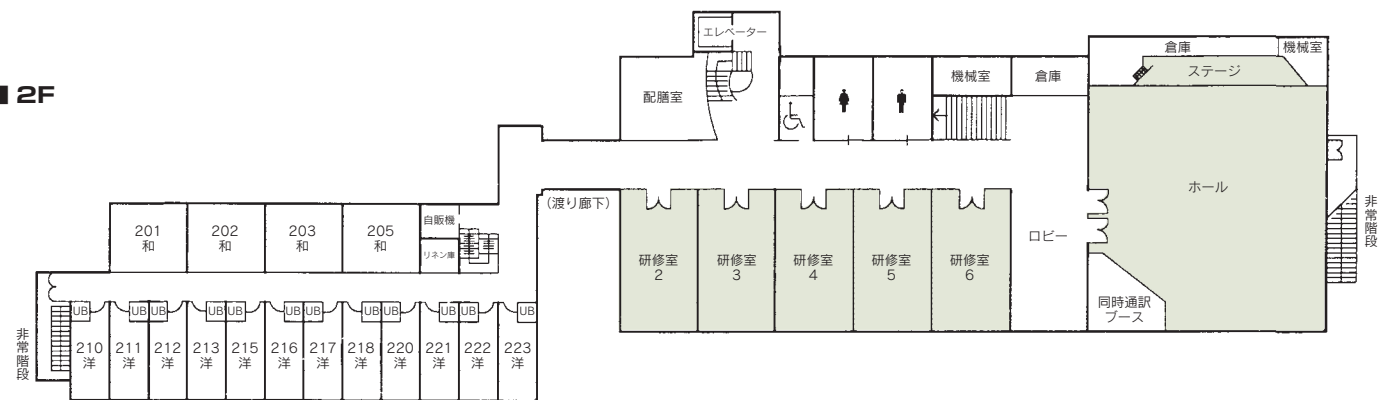 2F
エレベーター
配膳室
機械室
倉庫
倉庫
機械室
ステージ
ホール
非常階段
(渡り廊下)
研修室
2
研修室
3
研修室
4
研修室
5
研修室
6
ロビー
同時通訳
ブース
201
和
202
和
203
和
205
和
自販機
リネン庫
非常階段
UB
UB
UB
UB
UB
UB
UB
UB
UB
UB
UB
UB
210
洋
211
洋
212
洋
213
洋
215
洋
216
洋
217
洋
218
洋
220
洋
221
洋
222
洋
223
洋